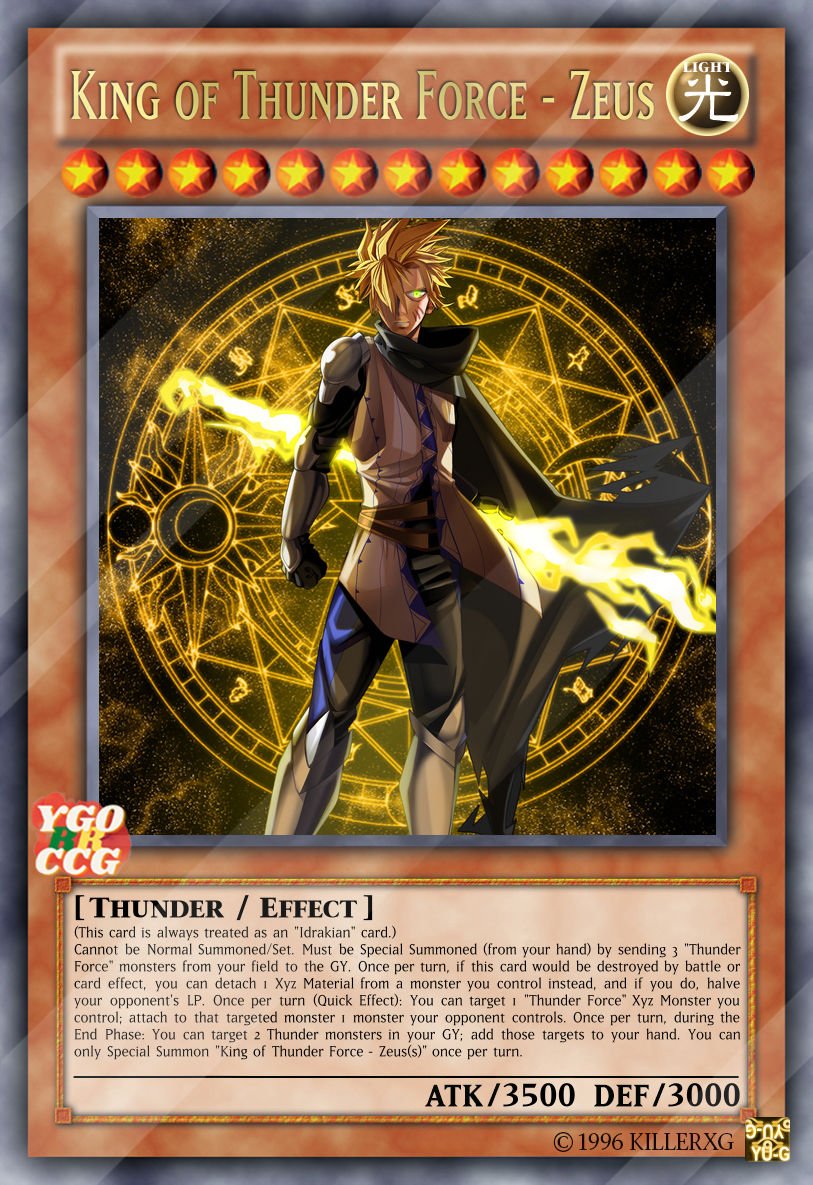 King of Thunder Force - Zeus
LIGHT
光
YGO
RR
CCG
[ Thunder / Effect ]
(This card is always treated as an "Idrakian" card.)
Cannot be Normal Summoned/Set. Must be Special Summoned (from your hand) by sending 3 "Thunder
Force" monsters from your field to the GY. Once per turn, if this card would be destroyed by battle or
card effect, you can detach 1 Xyz Material from a monster you control instead, and if you do, halve
your opponent's LP. Once per turn (Quick Effect): You can target 1 "Thunder Force" Xyz Monster you
control; attach to that targeted monster 1 monster your opponent controls. Once per turn, during the
End Phase: You can target 2 Thunder monsters in your GY; add those targets to your hand. You can
only Special Summon "King of Thunder Force - Zeus(s)" once per turn.
ATK/3500 DEF/3000
© 1996 KILLERXG
YU-G